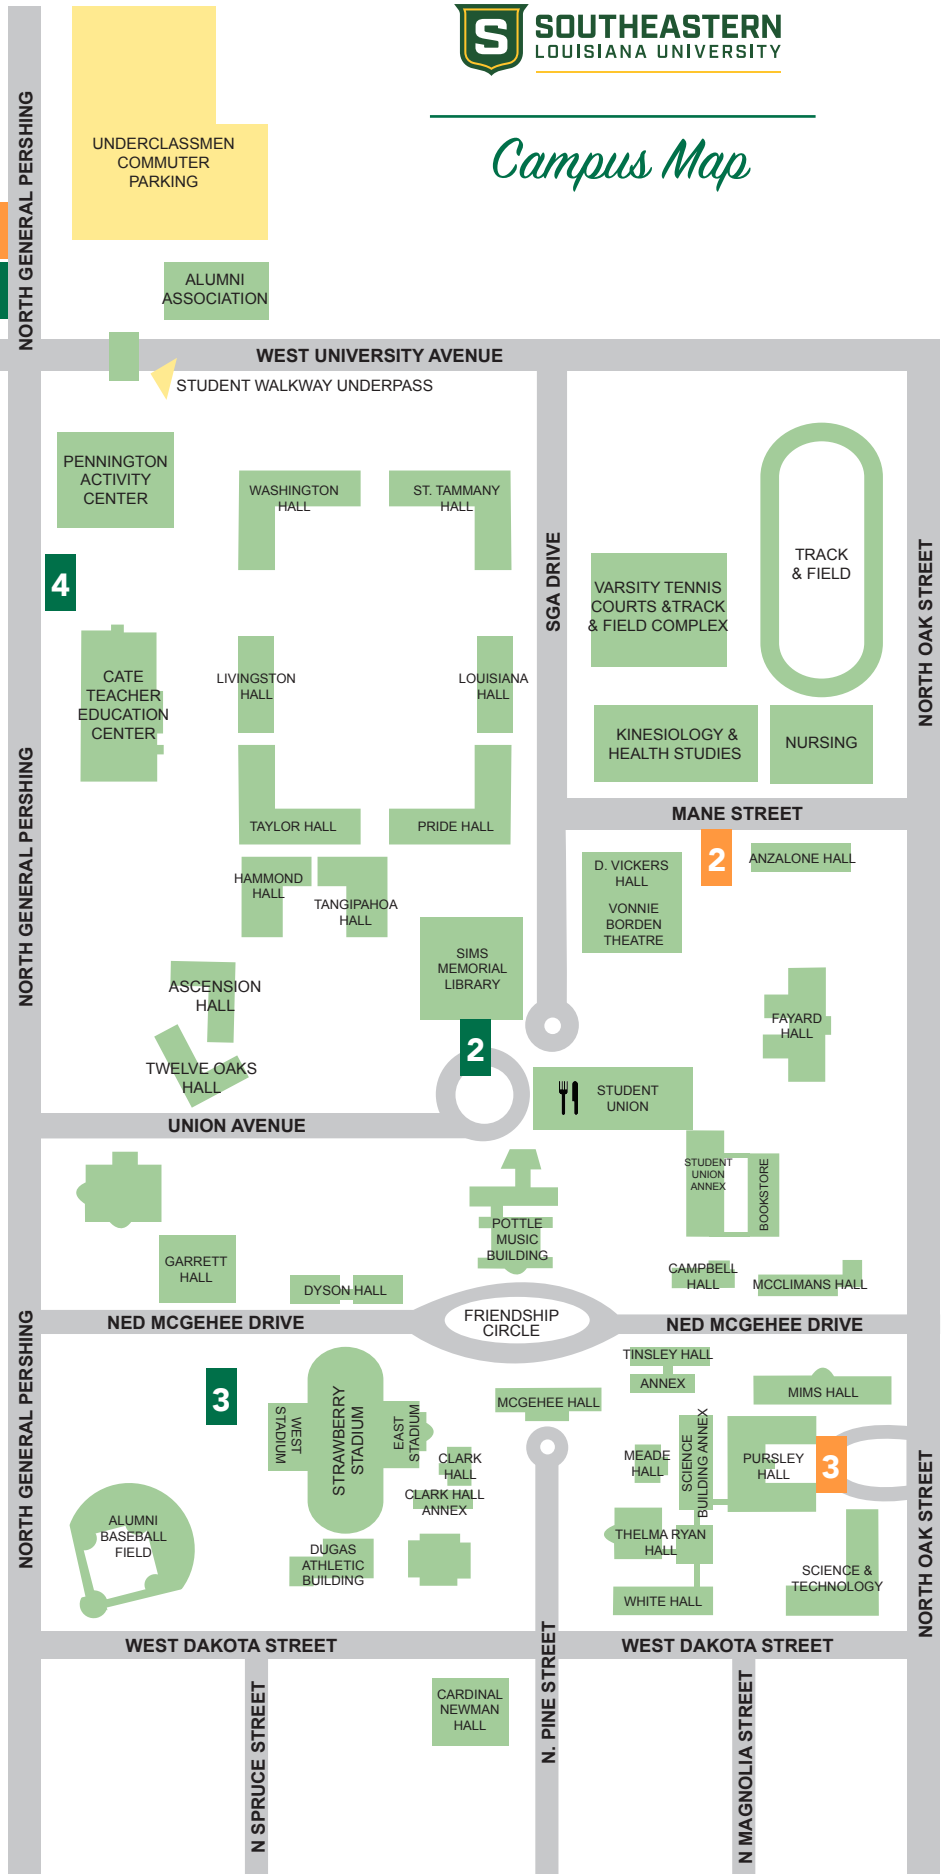 S
SOUTHEASTERN
LOUISIANA UNIVERSITY
Campus Map
NORTH GENERAL PERSHING
UNDERCLASSMEN
COMMUTER
PARKING
ALUMNI
ASSOCIATION
WEST UNIVERSITY AVENUE
STUDENT WALKWAY UNDERPASS
PENNINGTON
ACTIVITY
CENTER
WASHINGTON
HALL
ST. TAMMANY
HALL
SGA DRIVE
TRACK
& FIELD
NORTH OAK STREET
4
VARSITY TENNIS
COURTS &TRACK
& FIELD COMPLEX
CATE
TEACHER
EDUCATION
CENTER
LIVINGSTON
HALL
LOUISIANA
HALL
KINESIOLOGY &
HEALTH STUDIES
NURSING
NORTH GENERAL PERSHING
TAYLOR HALL
PRIDE HALL
MANE STREET
2
ANZALONE HALL
D. VICKERS
HALL
VONNIE
BORDEN
THEATRE
HAMMOND
HALL
TANGIPAHOA
HALL
SIMS
MEMORIAL
LIBRARY
ASCENSION
HALL
FAYARD
HALL
2
TWELVE OAKS
HALL
STUDENT
UNION
UNION AVENUE
STUDENT
UNION
ANNEX
BOOKSTORE
POTTLE
MUSIC
BUILDING
GARRETT
HALL
DYSON HALL
CAMPBELL
HALL
MCCLIMANS HALL
NED MCGEHEE DRIVE
FRIENDSHIP
CIRCLE
NED MCGEHEE DRIVE
NORTH GENERAL PERSHING
TINSLEY HALL
ANNEX
MIMS HALL
3
WEST
STADIUM
STRAWBERRY
STADIUM
EAST
STADIUM
MCGEHEE HALL
CLARK
HALL
CLARK HALL
ANNEX
MEADE
HALL
SCIENCE
BUILDING ANNEX
PURSLEY
HALL
3
NORTH OAK STREET
ALUMNI
BASEBALL
FIELD
DUGAS
ATHLETIC
BUILDING
THELMA RYAN
HALL
SCIENCE &
TECHNOLOGY
WHITE HALL
WEST DAKOTA STREET
WEST DAKOTA STREET
N SPRUCE STREET
CARDINAL
NEWMAN
HALL
N. PINE STREET
N MAGNOLIA STREET